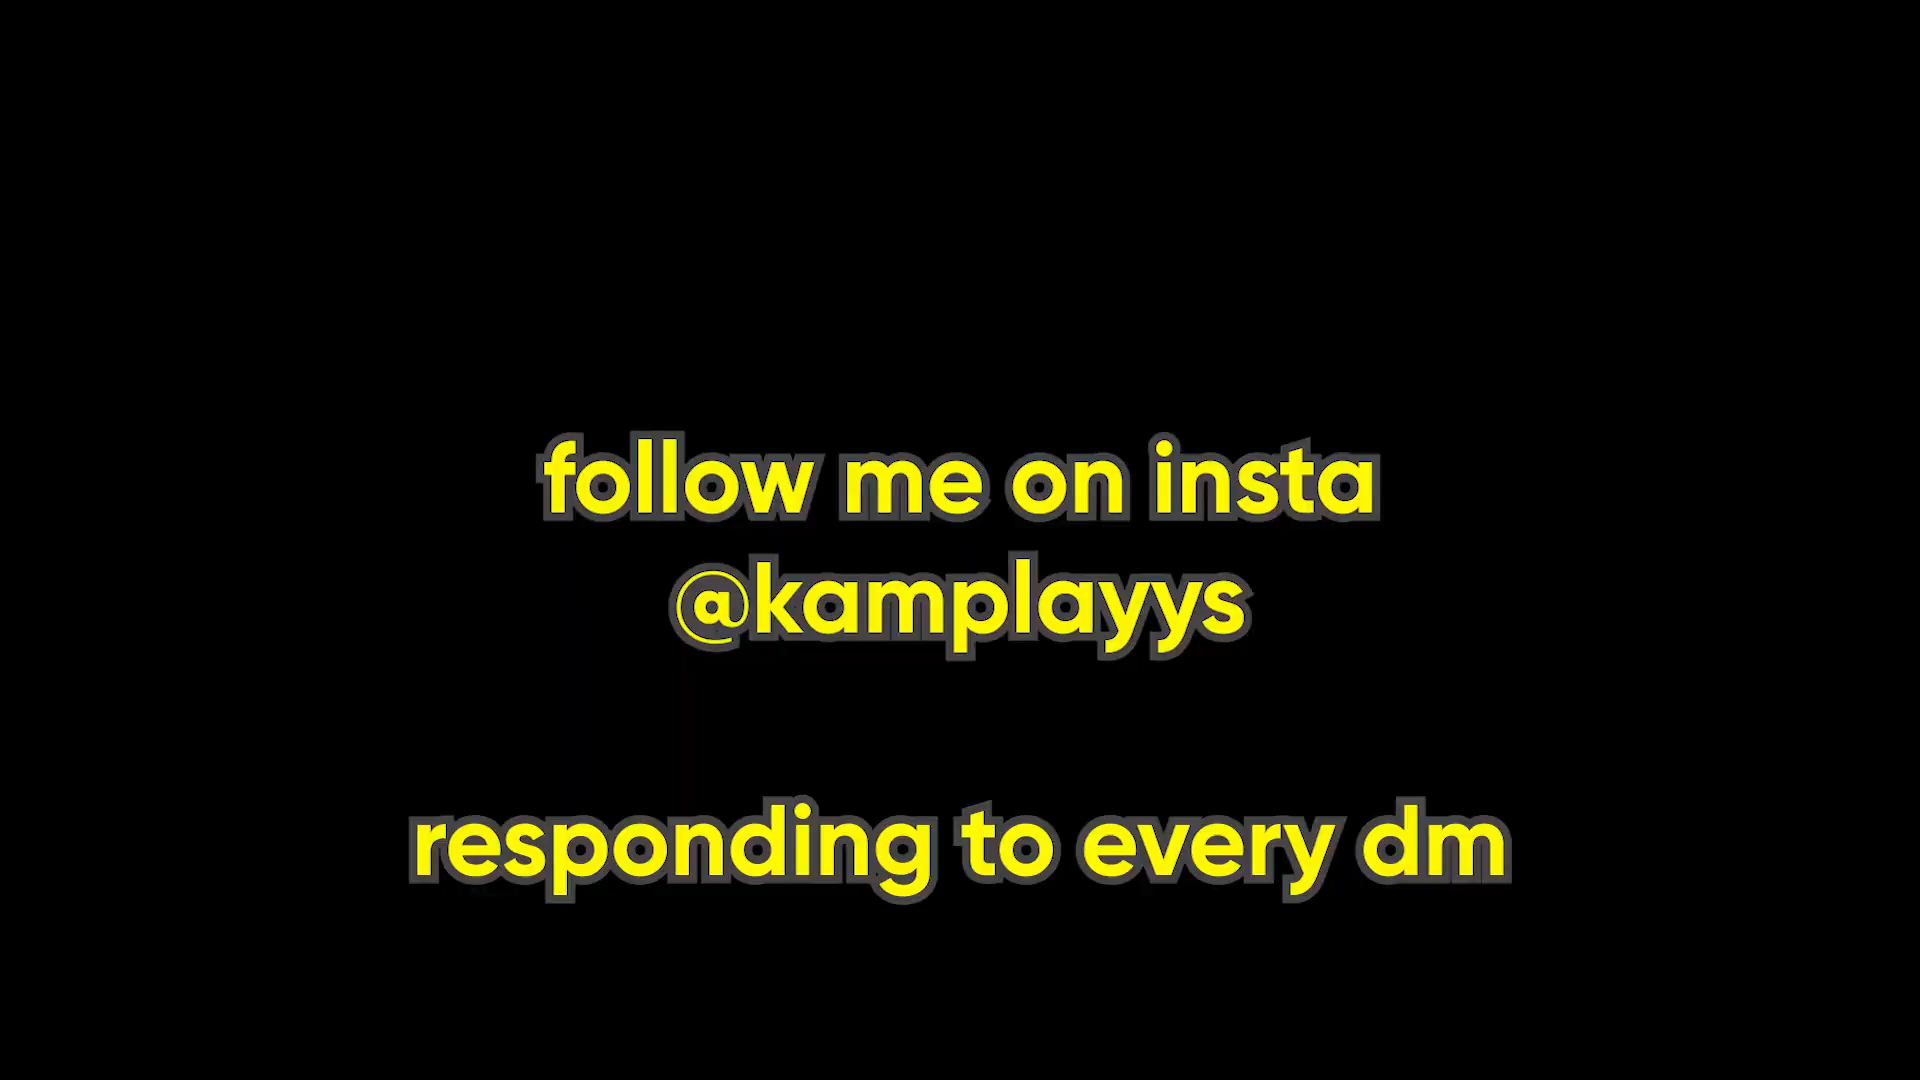 follow me on insta
@kamplayys
responding to every dm